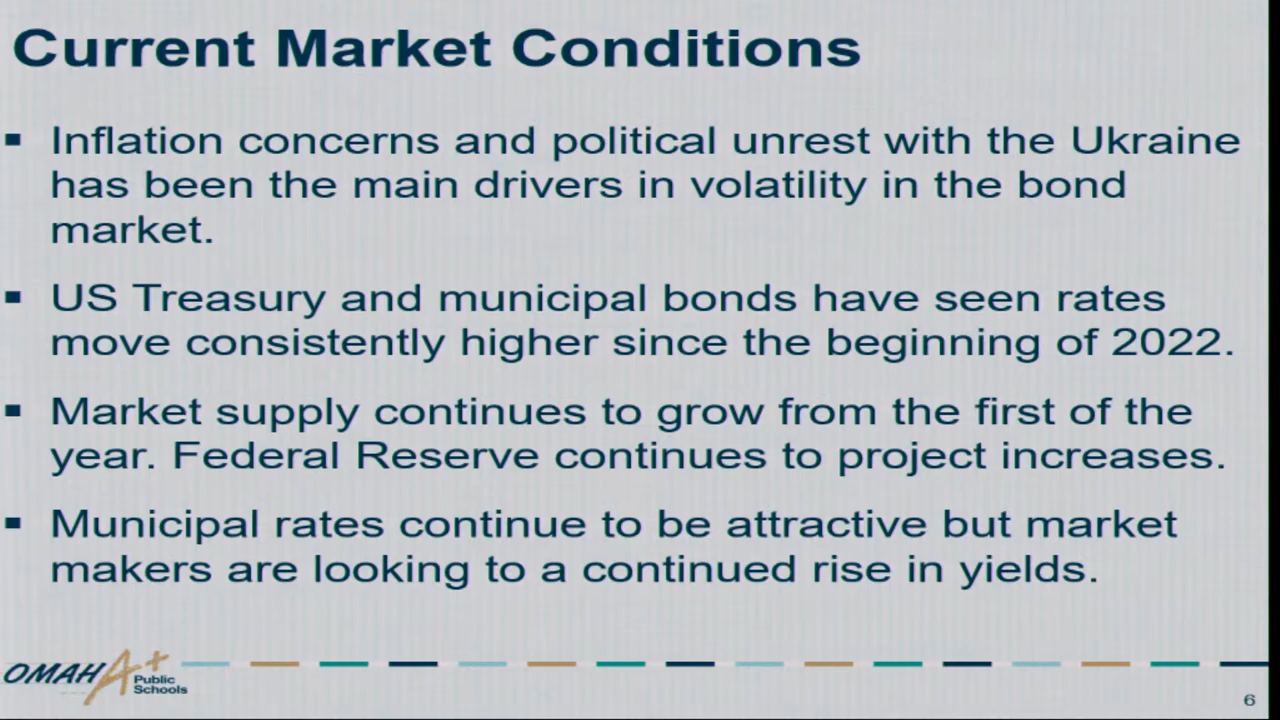 Current Market Conditions
▪ Inflation concerns and political unrest with the Ukraine
has been the main drivers in volatility in the bond
market.
▪ US Treasury and municipal bonds have seen rates
move consistently higher since the beginning of 2022.
▪ Market supply continues to grow from the first of the
year. Federal Reserve continues to project increases.
▪ Municipal rates continue to be attractive but market
makers are looking to a continued rise in yields.
OMAHA+
Public
Schools
6